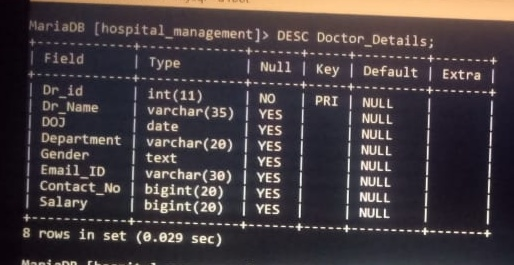 MariaDB [hospital_management]> DESC Doctor_Details;
+------------+-------------+------+-----+---------+-------+
| Field | Type | Null | Key | Default | Extra |
+------------+-------------+------+-----+---------+-------+
| Dr_id | int(11) | NO | PRI | NULL | |
| Dr_Name | varchar(35) | YES | | NULL | |
| DOJ | date | YES | | NULL | |
| Department | varchar(20) | YES | | NULL | |
| Gender | text | YES | | NULL | |
| Email_ID | varchar(30) | YES | | NULL | |
| Contact_No | bigint(20) | YES | | NULL | |
| Salary | bigint(20) | YES | | NULL | |
+------------+-------------+------+-----+---------+-------+
8 rows in set (0.029 sec)